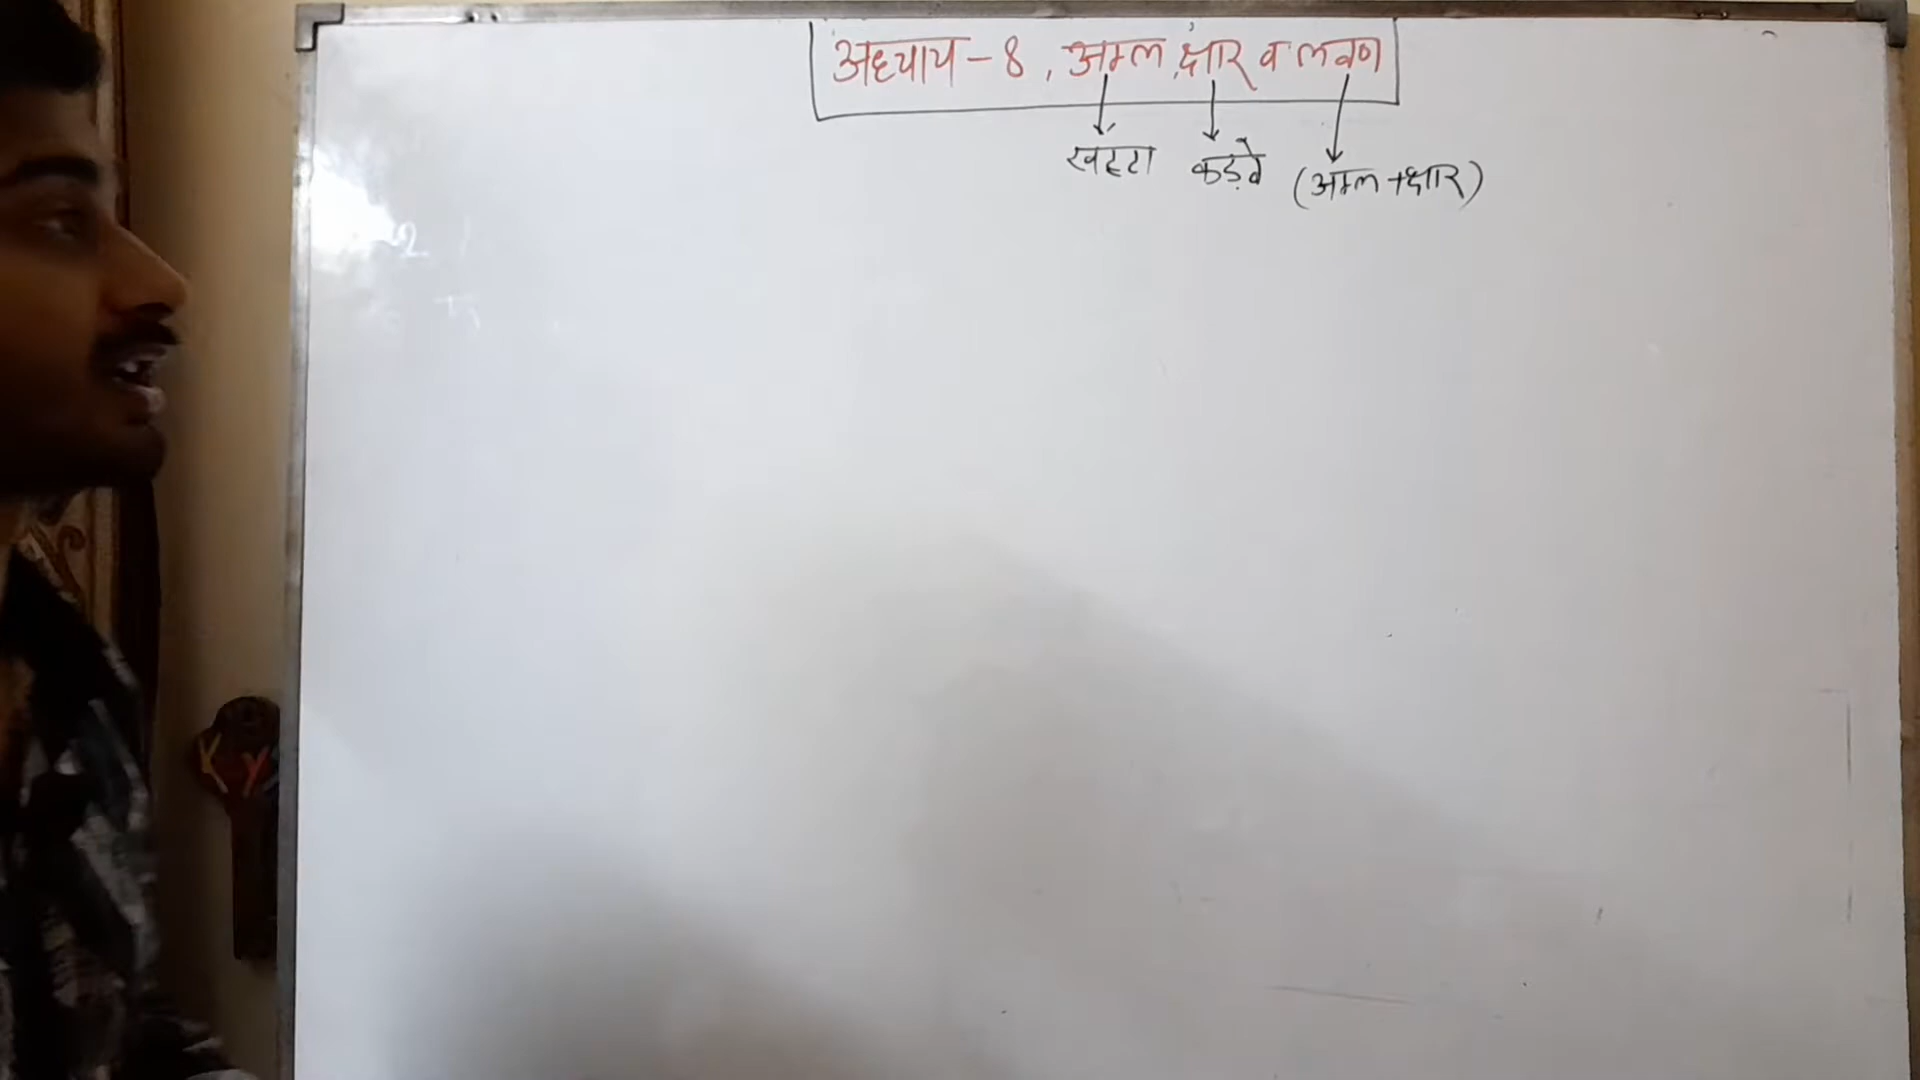 अध्याय - 8, अम्ल, क्षार व लवण
खट्टा कड़वे (अम्ल + क्षार)